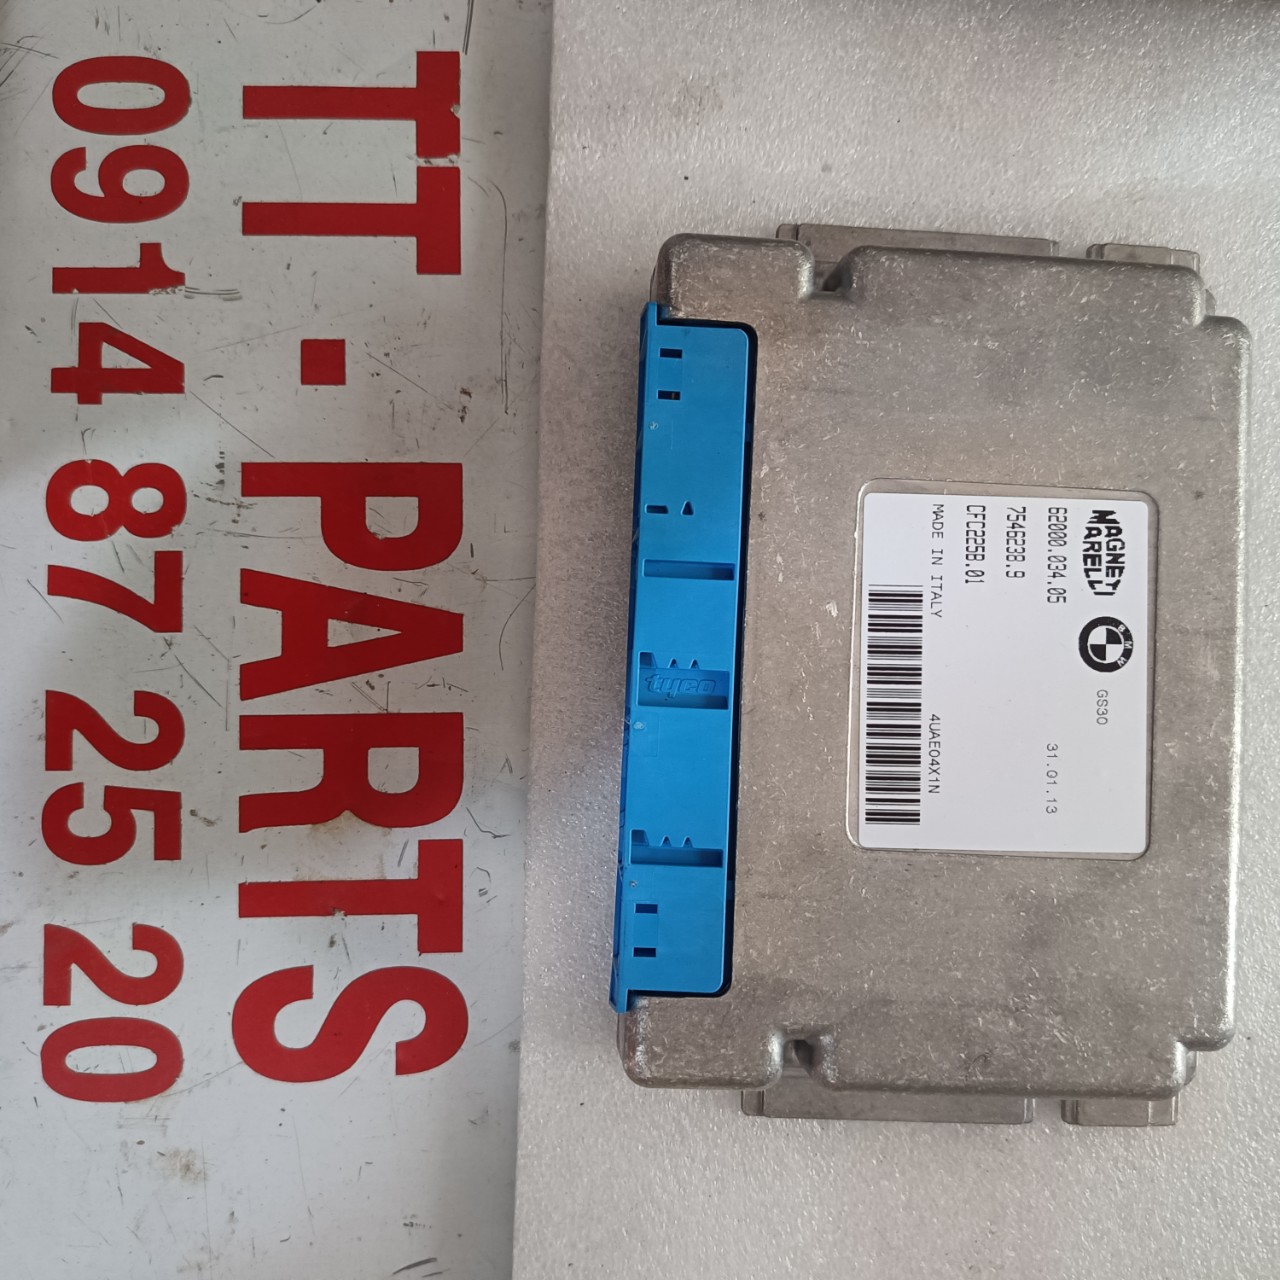 TT.PARTS
0914 87 25 20
MAGNETI
MARELLI
BMW
GS30
62000.034.05
31.01.13
7546238.9
CFC225B.01
MADE IN ITALY
4UAE04X1N
tyco